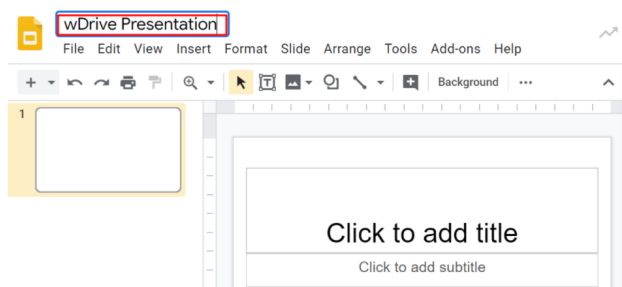 wDrive Presentation
File Edit View Insert Format Slide Arrange Tools Add-ons Help
Background
1
Click to add title
Click to add subtitle